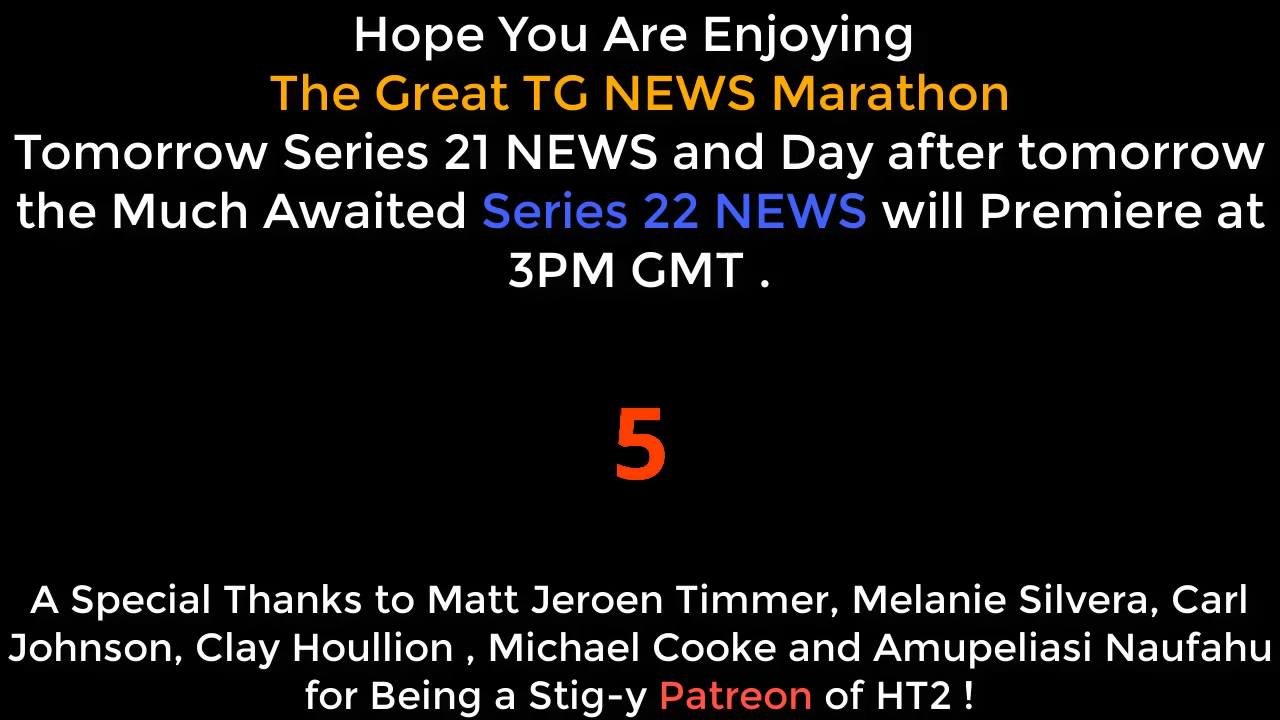 Hope You Are Enjoying
The Great TG NEWS Marathon
Tomorrow Series 21 NEWS and Day after tomorrow
the Much Awaited Series 22 NEWS will Premiere at
3PM GMT .
5
A Special Thanks to Matt Jeroen Timmer, Melanie Silvera, Carl
Johnson, Clay Houllion , Michael Cooke and Amupeliasi Naufahu
for Being a Stig-y Patreon of HT2 !